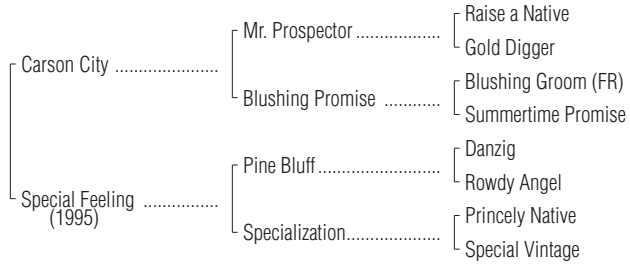 Raise a Native
Mr. Prospector ..................
Gold Digger
Carson City ......................
Blushing Groom (FR)
Blushing Promise ............
Summertime Promise
Danzig
Pine Bluff..........................
Rowdy Angel
Special Feeling ................
(1995)
Princely Native
Specialization....................
Special Vintage